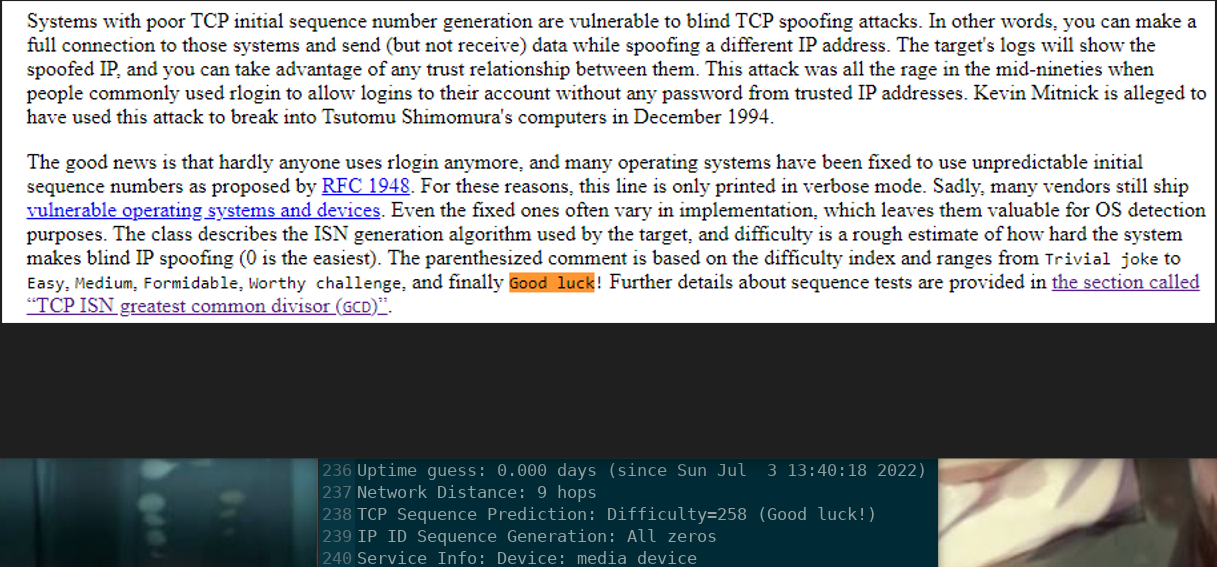 Systems with poor TCP initial sequence number generation are vulnerable to blind TCP spoofing attacks. In other words, you can make a
full connection to those systems and send (but not receive) data while spoofing a different IP address. The target's logs will show the
spoofed IP, and you can take advantage of any trust relationship between them. This attack was all the rage in the mid-nineties when
people commonly used rlogin to allow logins to their account without any password from trusted IP addresses. Kevin Mitnick is alleged to
have used this attack to break into Tsutomu Shimomura's computers in December 1994.
The good news is that hardly anyone uses rlogin anymore, and many operating systems have been fixed to use unpredictable initial
sequence numbers as proposed by RFC 1948. For these reasons, this line is only printed in verbose mode. Sadly, many vendors still ship
vulnerable operating systems and devices. Even the fixed ones often vary in implementation, which leaves them valuable for OS detection
purposes. The class describes the ISN generation algorithm used by the target, and difficulty is a rough estimate of how hard the system
makes blind IP spoofing (0 is the easiest). The parenthesized comment is based on the difficulty index and ranges from Trivial joke to
Easy, Medium, Formidable, Worthy challenge, and finally Good luck! Further details about sequence tests are provided in the section called
“TCP ISN greatest common divisor (GCD)”.
236 Uptime guess: 0.000 days (since Sun Jul  3 13:40:18 2022)
237 Network Distance: 9 hops
238 TCP Sequence Prediction: Difficulty=258 (Good luck!)
239 IP ID Sequence Generation: All zeros
240 Service Info: Device: media device